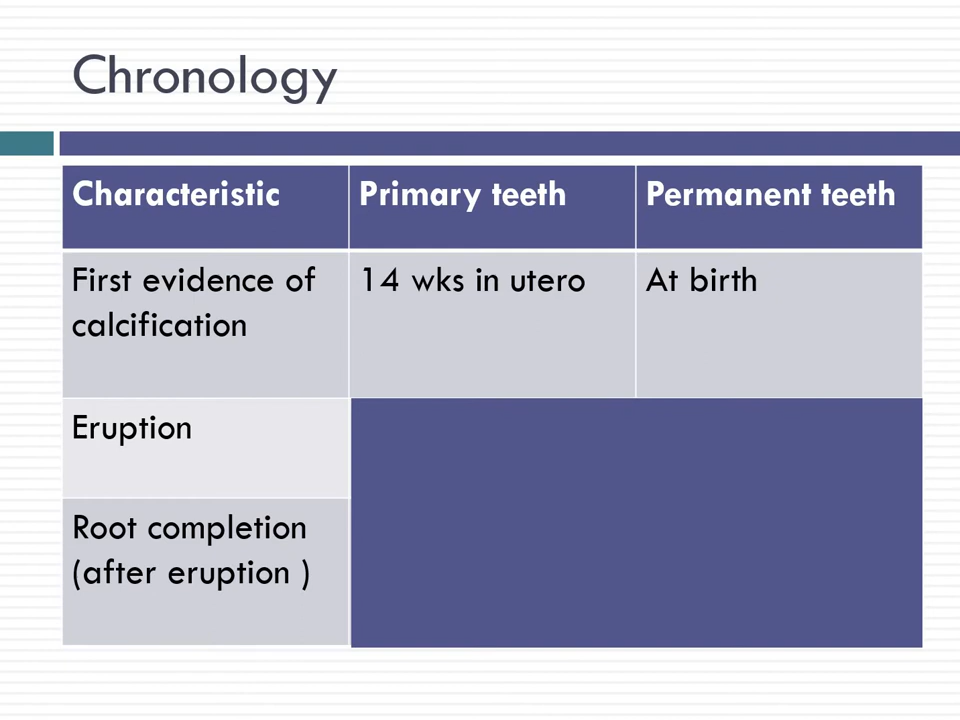 Chronology
Characteristic Primary teeth Permanent teeth
First evidence of 14 wks in utero At birth
calcification
Eruption
Root completion
(after eruption )